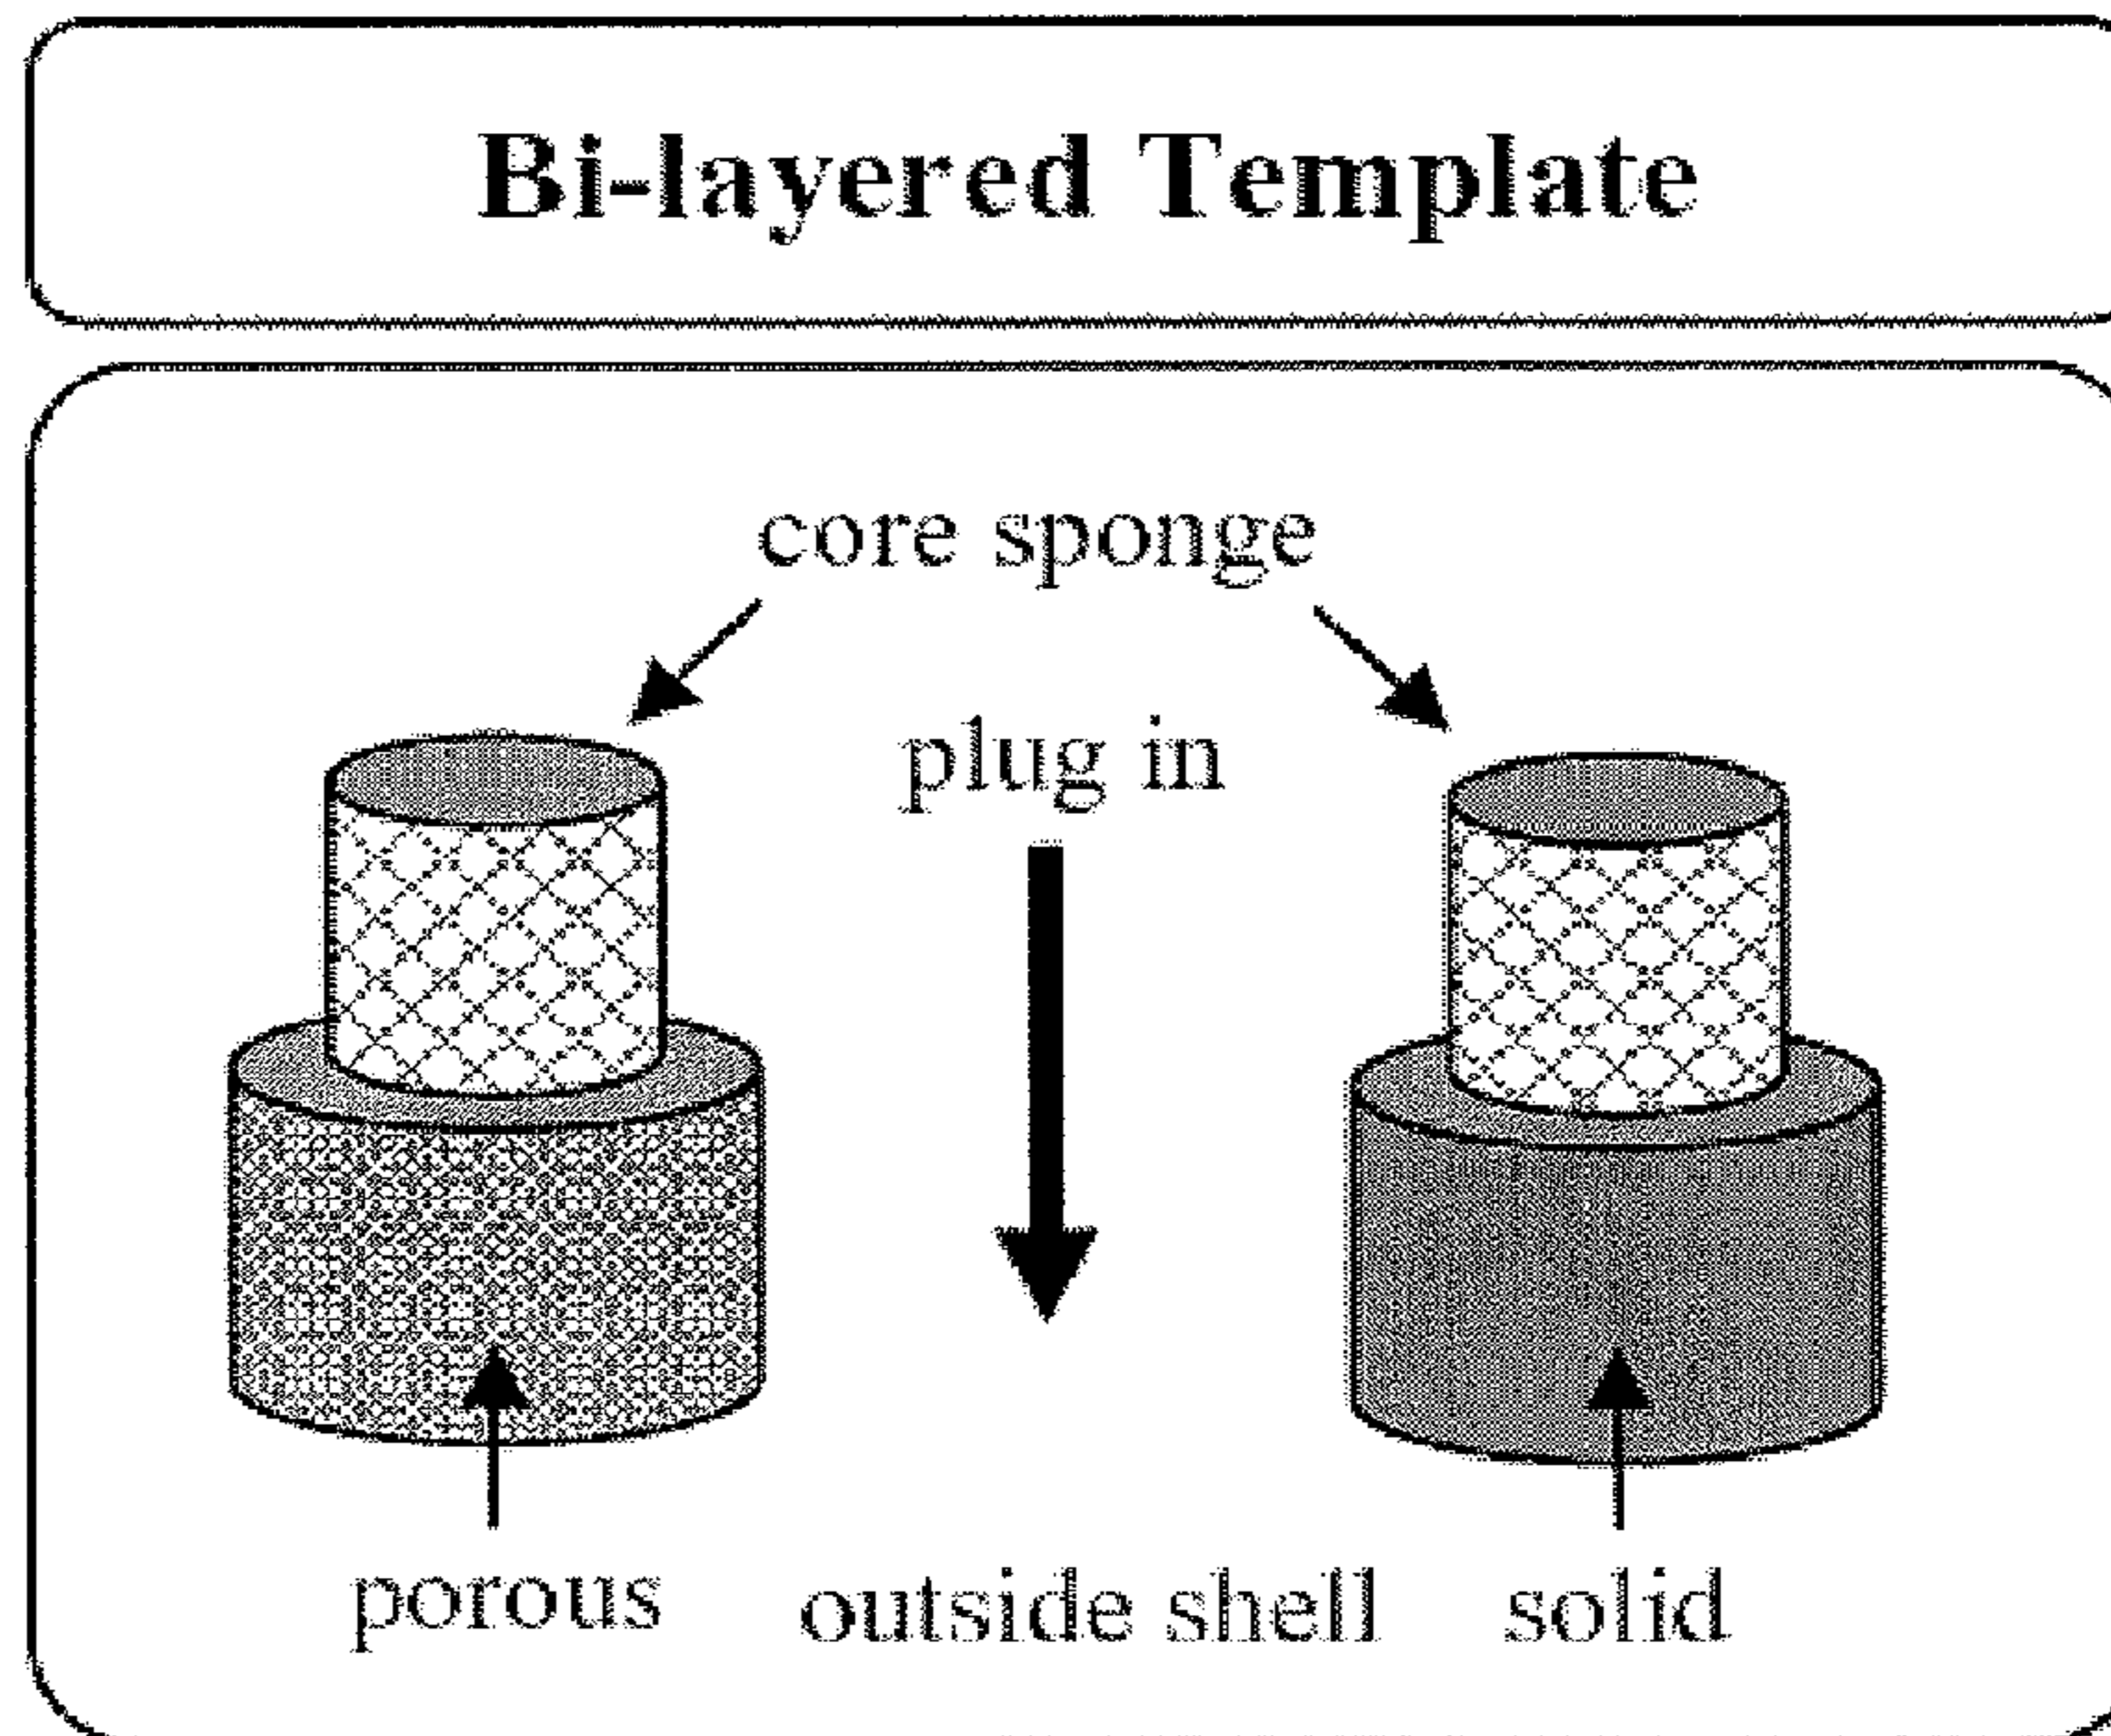 Bi-layered Template
core sponge
plug in
porous
outside shell
solid